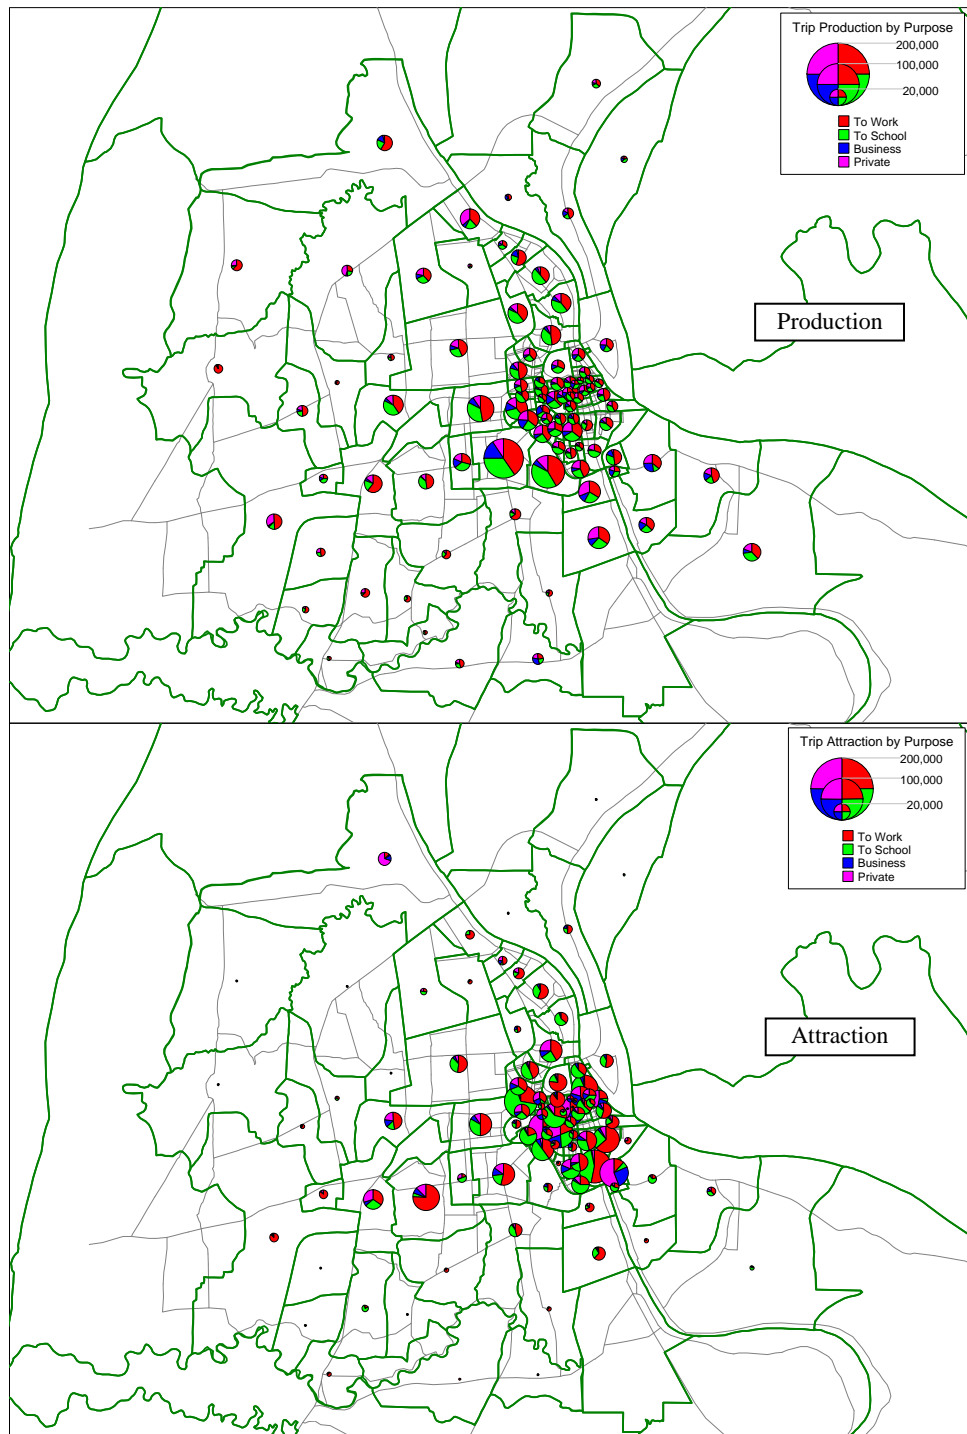 Trip Production by Purpose
200,000
100,000
20,000
To Work
To School
Business
Private
Production
Trip Attraction by Purpose
200,000
100,000
20,000
To Work
To School
Business
Private
Attraction